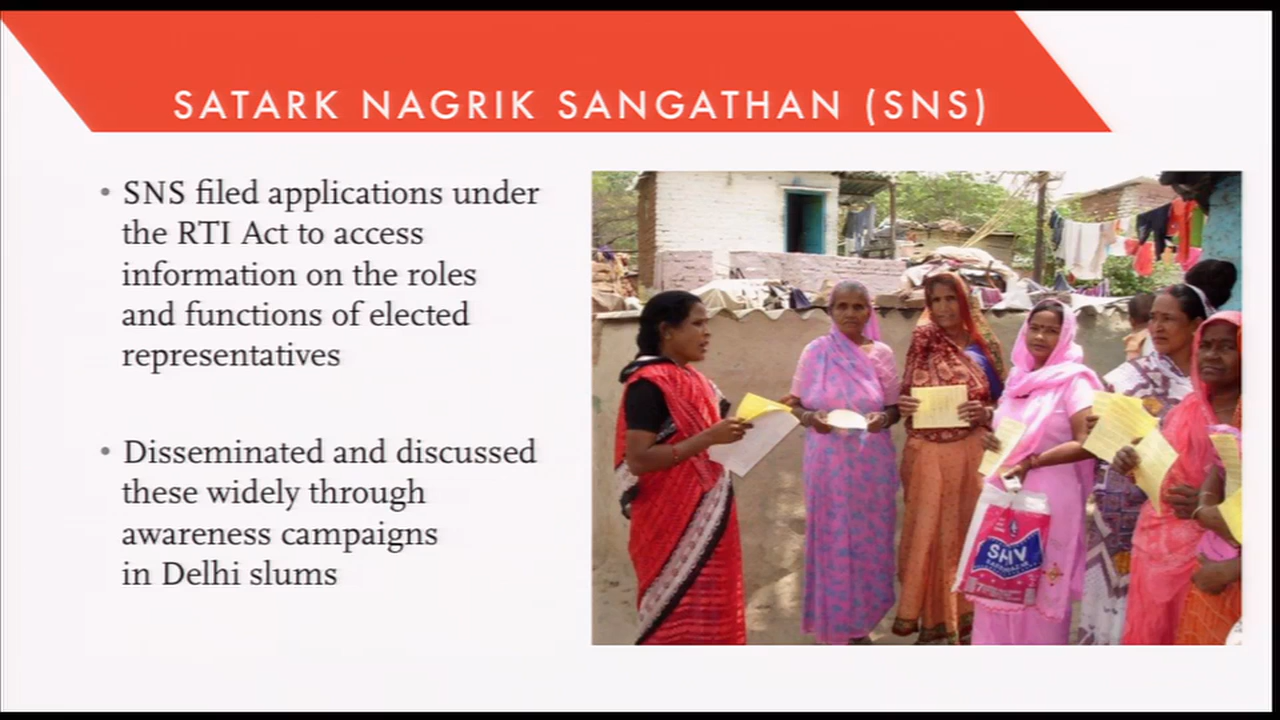 SATARK NAGRIK SANGATHAN (SNS)
• SNS filed applications under
the RTI Act to access
information on the roles
and functions of elected
representatives
• Disseminated and discussed
these widely through
awareness campaigns
in Delhi slums
SHV